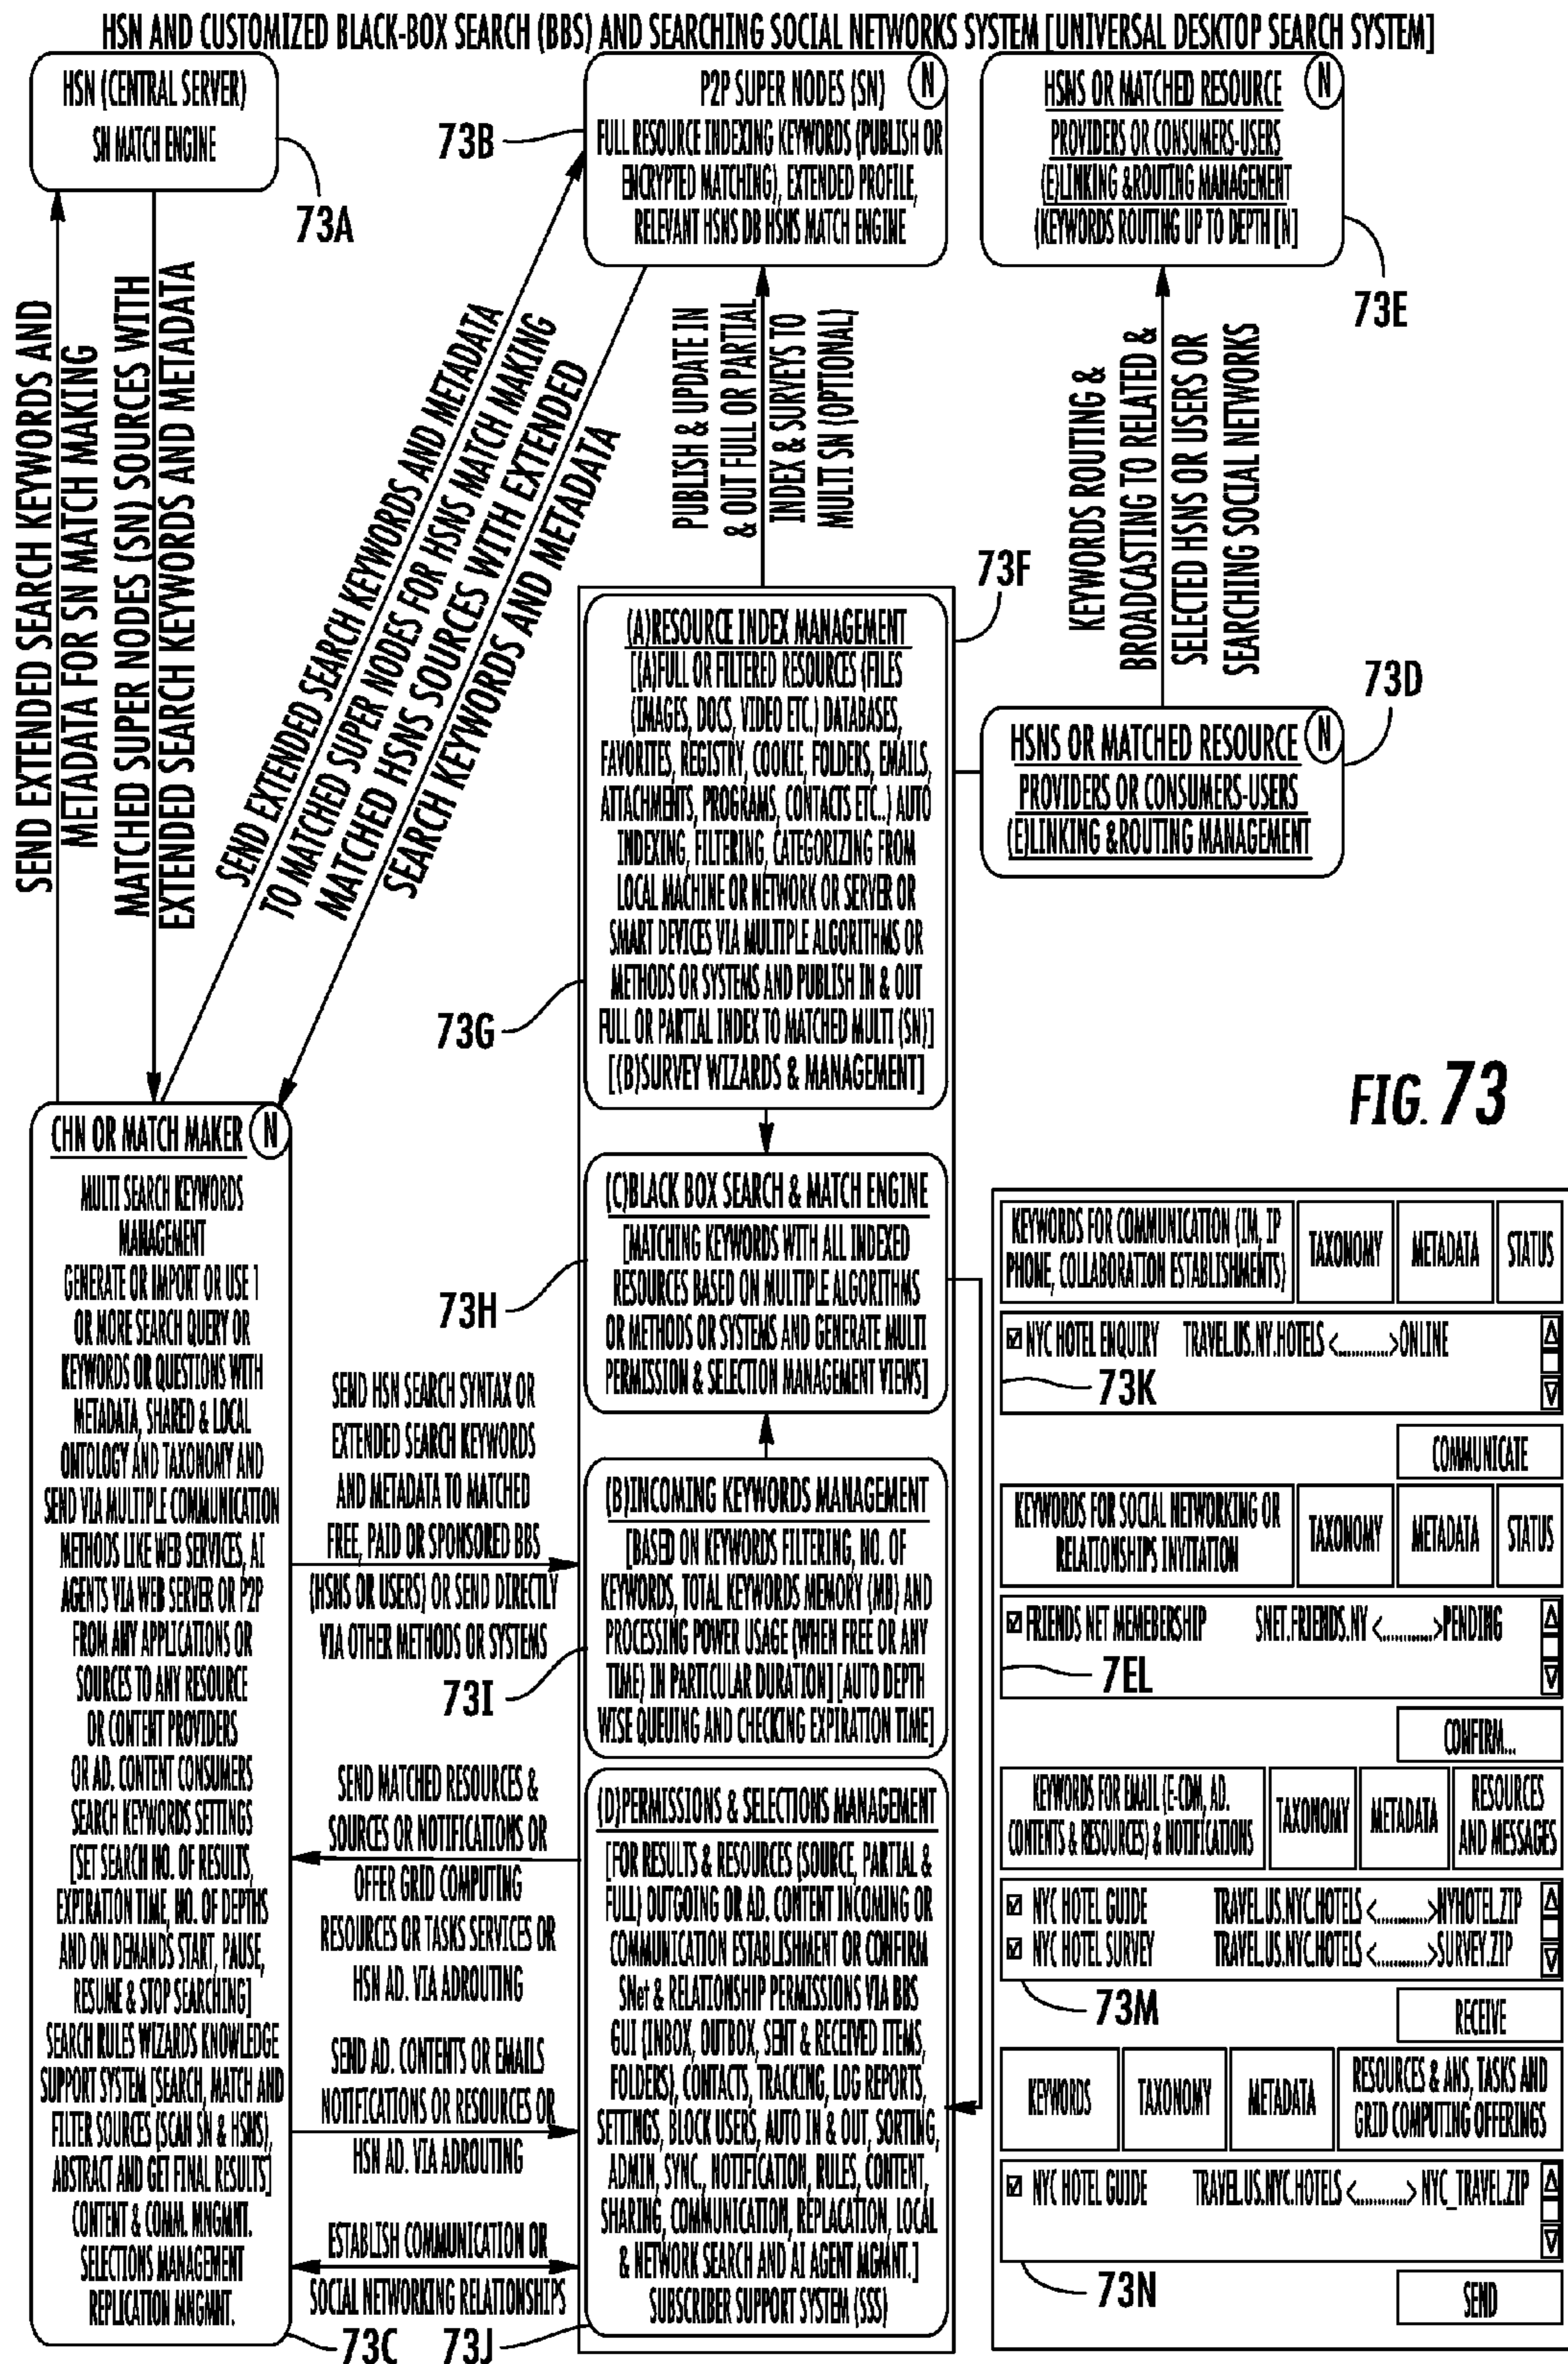 HSN AND CUSTOMIZED BLACK-BOX SEARCH (BBS) AND SEARCHING SOCIAL NETWORKS SYSTEM [UNIVERSAL DESKTOP SEARCH SYSTEM]
HSN (CENTRAL SERVER)
SN MATCH ENGINE
73A
P2P SUPER NODES (SN)
N
FULL RESOURCE INDEXING KEYWORDS (PUBLISH OR
ENCRYPTED MATCHING), EXTENDED PROFILE,
RELEVANT HSNS DB HSNS MATCH ENGINE
73B
HSNS OR MATCHED RESOURCE
N
PROVIDERS OR CONSUMERS-USERS
(E)LINKING &ROUTING MANAGEMENT
(KEYWORDS ROUTING UP TO DEPTH [N]
73E
SEND EXTENDED SEARCH KEYWORDS AND
METADATA FOR SN MATCH MAKING
MATCHED SUPER NODES (SN) SOURCES WITH
EXTENDED SEARCH KEYWORDS AND METADATA
SEND EXTENDED SEARCH KEYWORDS AND METADATA
TO MATCHED SUPER NODES FOR HSNS MATCH MAKING
MATCHED HSNS SOURCES WITH EXTENDED
SEARCH KEYWORDS AND METADATA
PUBLISH & UPDATE IN
& OUT FULL OR PARTIAL
INDEX & SURVEYS TO
MULTI SN (OPTIONAL)
KEYWORDS ROUTING &
BROADCASTING TO RELATED &
SELECTED HSNS OR USERS OR
SEARCHING SOCIAL NETWORKS
73F
73D
HSNS OR MATCHED RESOURCE
N
PROVIDERS OR CONSUMERS-USERS
(E)LINKING &ROUTING MANAGEMENT
(A)RESOURCE INDEX MANAGEMENT
[(A)FULL OR FILTERED RESOURCES (FILES
(IMAGES, DOCS, VIDEO ETC.) DATABASES,
FAVORITES, REGISTRY, COOKIE, FOLDERS, EMAILS,
ATTACHMENTS, PROGRAMS, CONTACTS ETC..) AUTO
INDEXING, FILTERING, CATEGORIZING FROM
LOCAL MACHINE OR NETWORK OR SERVER OR
SMART DEVICES VIA MULTIPLE ALGORITHMS OR
METHODS OR SYSTEMS AND PUBLISH IN & OUT
FULL OR PARTIAL INDEX TO MATCHED MULTI (SN)]
[(B)SURVEY WIZARDS & MANAGEMENT]
73G
FIG. 73
CHN OR MATCH MAKER
N
MULTI SEARCH KEYWORDS
MANAGEMENT
GENERATE OR IMPORT OR USE 1
OR MORE SEARCH QUERY OR
KEYWORDS OR QUESTIONS WITH
METADATA, SHARED & LOCAL
ONTOLOGY AND TAXONOMY AND
SEND VIA MULTIPLE COMMUNICATION
METHODS LIKE WEB SERVICES, AI
AGENTS VIA WEB SERVER OR P2P
FROM ANY APPLICATIONS OR
SOURCES TO ANY RESOURCE
OR CONTENT PROVIDERS
OR AD. CONTENT CONSUMERS
SEARCH KEYWORDS SETTINGS
[SET SEARCH NO. OF RESULTS,
EXPIRATION TIME, NO. OF DEPTHS
AND ON DEMANDS START, PAUSE,
RESUME & STOP SEARCHING]
SEARCH RULES WIZARDS KNOWLEDGE
SUPPORT SYSTEM [SEARCH, MATCH AND
FILTER SOURCES (SCAN SN & HSNS),
ABSTRACT AND GET FINAL RESULTS]
CONTENT & COMM. MNGMNT.
SELECTIONS MANAGEMENT
REPLICATION MNGMNT.
73C
(C)BLACK BOX SEARCH & MATCH ENGINE
[MATCHING KEYWORDS WITH ALL INDEXED
RESOURCES BASED ON MULTIPLE ALGORITHMS
OR METHODS OR SYSTEMS AND GENERATE MULTI
PERMISSION & SELECTION MANAGEMENT VIEWS]
73H
SEND HSN SEARCH SYNTAX OR
EXTENDED SEARCH KEYWORDS
AND METADATA TO MATCHED
FREE, PAID OR SPONSORED BBS
(HSNS OR USERS) OR SEND DIRECTLY
VIA OTHER METHODS OR SYSTEMS
(B)INCOMING KEYWORDS MANAGEMENT
[BASED ON KEYWORDS FILTERING, NO. OF
KEYWORDS, TOTAL KEYWORDS MEMORY (MB) AND
PROCESSING POWER USAGE (WHEN FREE OR ANY
TIME) IN PARTICULAR DURATION] [AUTO DEPTH
WISE QUEUING AND CHECKING EXPIRATION TIME]
73I
SEND MATCHED RESOURCES &
SOURCES OR NOTIFICATIONS OR
OFFER GRID COMPUTING
RESOURCES OR TASKS SERVICES OR
HSN AD. VIA ADROUTING
SEND AD. CONTENTS OR EMAILS
NOTIFICATIONS OR RESOURCES OR
HSN AD. VIA ADROUTING
ESTABLISH COMMUNICATION OR
SOCIAL NETWORKING RELATIONSHIPS
(D)PERMISSIONS & SELECTIONS MANAGEMENT
[FOR RESULTS & RESOURCES (SOURCE, PARTIAL &
FULL) OUTGOING OR AD. CONTENT INCOMING OR
COMMUNICATION ESTABLISHMENT OR CONFIRM
SNet & RELATIONSHIP PERMISSIONS VIA BBS
GUI (INBOX, OUTBOX, SENT & RECEIVED ITEMS,
FOLDERS), CONTACTS, TRACKING, LOG REPORTS,
SETTINGS, BLOCK USERS, AUTO IN & OUT, SORTING,
ADMIN, SYNC., NOTIFICATION, RULES, CONTENT,
SHARING, COMMUNICATION, REPLACATION, LOCAL
& NETWORK SEARCH AND AI AGENT MGMNT.]
SUBSCRIBER SUPPORT SYSTEM (SSS)
73J
KEYWORDS FOR COMMUNICATION (IM, IP
PHONE, COLLABORATION ESTABLISHMENTS)
TAXONOMY
METADATA
STATUS
NYC HOTEL ENQUIRY TRAVEL.US.NY.HOTELS <............>ONLINE
73K
COMMUNICATE
KEYWORDS FOR SOCIAL NETWORKING OR
RELATIONSHIPS INVITATION
TAXONOMY
METADATA
STATUS
FRIENDS NET MEMEBERSHIP SNET.FRIENDS.NY <............>PENDING
7EL
CONFIRM...
KEYWORDS FOR EMAIL (E-CDM, AD.
CONTENTS & RESOURCES) & NOTIFICATIONS
TAXONOMY
METADATA
RESOURCES
AND MESSAGES
NYC HOTEL GUIDE TRAVEL.US.NYC.HOTELS <............>NYHOTEL.ZIP
NYC HOTEL SURVEY TRAVEL.US.NYC.HOTELS <............>SURVEY.ZIP
73M
RECEIVE
KEYWORDS
TAXONOMY
METADATA
RESOURCES & ANS, TASKS AND
GRID COMPUTING OFFERINGS
NYC HOTEL GUIDE TRAVEL.US.NYC.HOTELS <............> NYC_TRAVEL.ZIP
73N
SEND